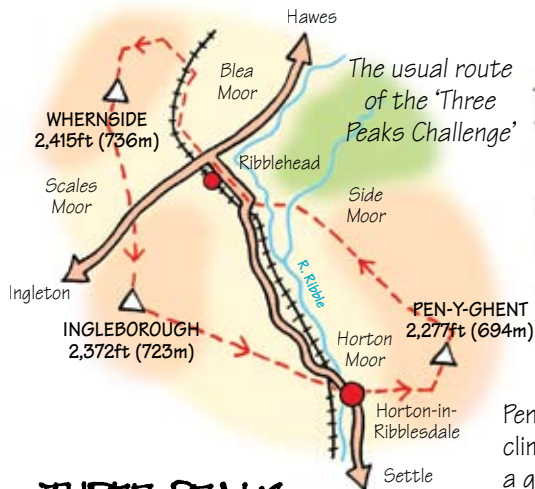 Hawes
The usual route
of the 'Three
Peaks Challenge'
Blea
Moor
WHERNSIDE
2,415ft (736m)
Ribblehead
Scales
Moor
Side
Moor
Ingleton
R. Ribble
INGLEBOROUGH
2,372ft (723m)
PEN-Y-GHENT
2,277ft (694m)
Horton
Moor
Horton-in-
Ribblesdale
Settle